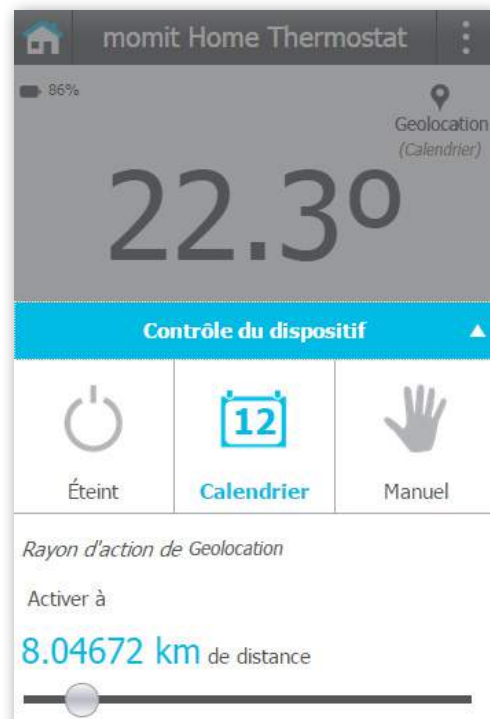 momit Home Thermostat
86%
Geolocation
(Calendrier)
22.3º
Contrôle du dispositif
12
Éteint
Calendrier
Manuel
Rayon d'action de Geolocation
Activer à
8.04672 km de distance